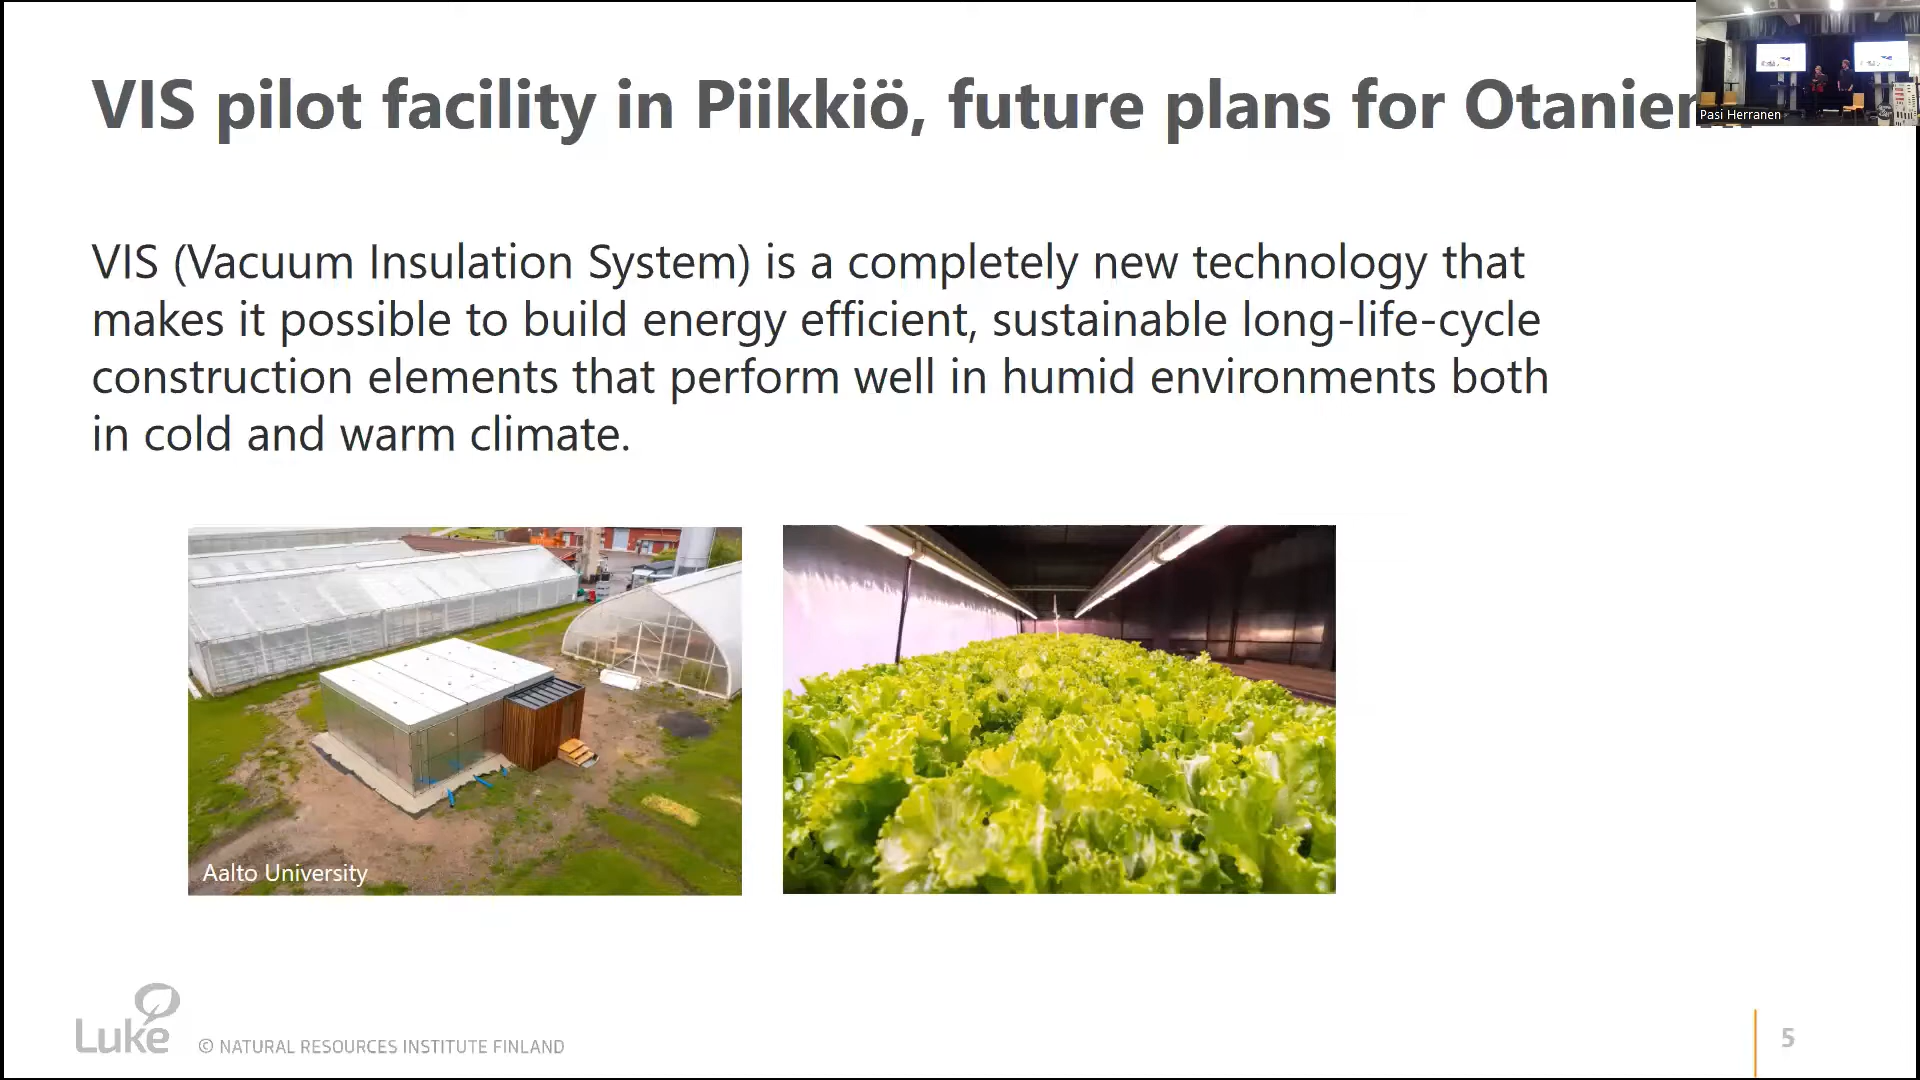 VIS pilot facility in Piikkiö, future plans for
Pasi Herranen
VIS (Vacuum Insulation System) is a completely new technology that
makes it possible to build energy efficient, sustainable long-life-cycle
construction elements that perform well in humid environments both
in cold and warm climate.
Aalto University
Luke
© NATURAL RESOURCES INSTITUTE FINLAND
5